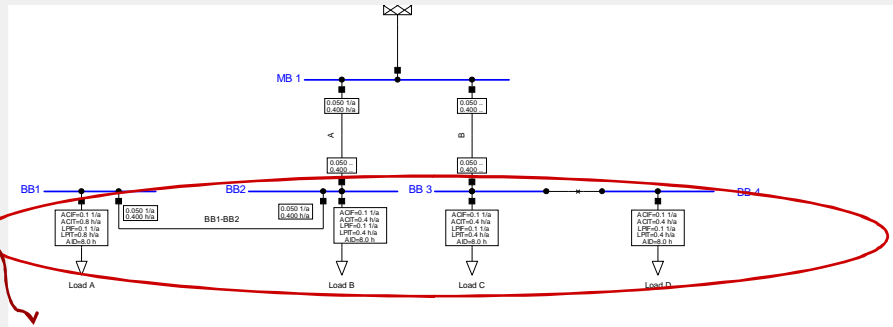 MB 1
0.050 1/a
0.400 h/a
0.050 ..
0.400 ..
A
B
0.050 ..
0.400 ..
0.050 ..
0.400 ..
BB1
BB2
BB 3
BB 4
0.050 1/a
0.400 h/a
BB1-BB2
0.050 1/a
0.400 h/a
ACIF=0.1 1/a
ACIT=0.8 h/a
LPIF=0.1 1/a
LPIT=0.8 h/a
AID=8.0 h
ACIF=0.1 1/a
ACIT=0.4 h/a
LPIF=0.1 1/a
LPIT=0.4 h/a
AID=8.0 h
ACIF=0.1 1/a
ACIT=0.4 h/a
LPIF=0.1 1/a
LPIT=0.4 h/a
AID=8.0 h
ACIF=0.1 1/a
ACIT=0.4 h/a
LPIF=0.1 1/a
LPIT=0.4 h/a
AID=8.0 h
Load A
Load B
Load C
Load D